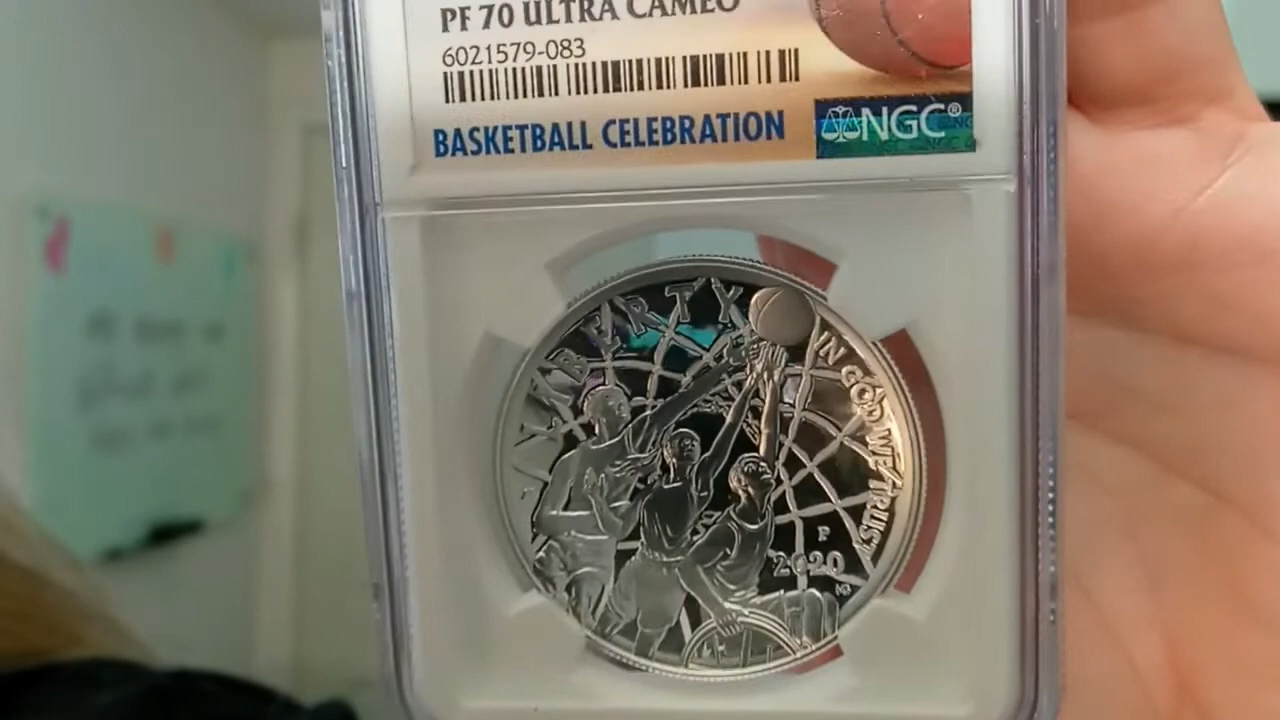 PF 70 ULTRA CAMEO
6021579-083
BASKETBALL CELEBRATION
NGC®
LIBERTY
IN GOD WE TRUST
P
2020